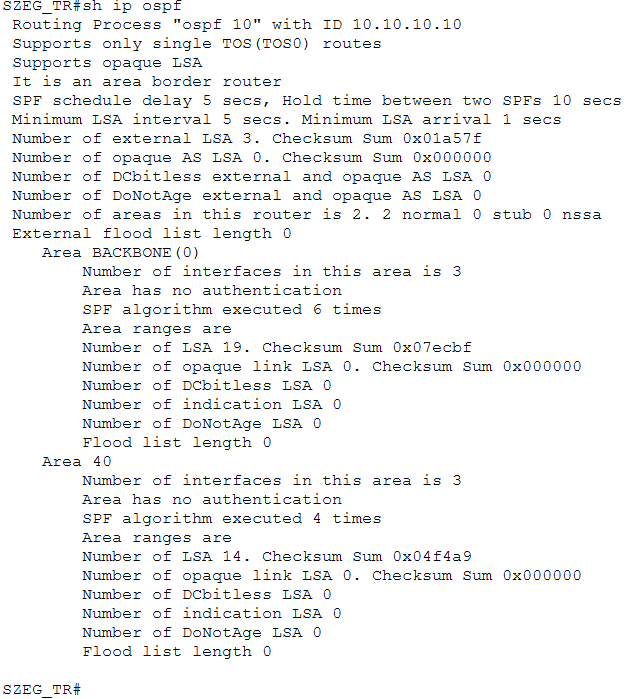 SZEG_TR#sh ip ospf
Routing Process "ospf 10" with ID 10.10.10.10
Supports only single TOS(TOS0) routes
Supports opaque LSA
It is an area border router
SPF schedule delay 5 secs, Hold time between two SPFs 10 secs
Minimum LSA interval 5 secs. Minimum LSA arrival 1 secs
Number of external LSA 3. Checksum Sum 0x01a57f
Number of opaque AS LSA 0. Checksum Sum 0x000000
Number of DCbitless external and opaque AS LSA 0
Number of DoNotAge external and opaque AS LSA 0
Number of areas in this router is 2. 2 normal 0 stub 0 nssa
External flood list length 0
Area BACKBONE(0)
Number of interfaces in this area is 3
Area has no authentication
SPF algorithm executed 6 times
Area ranges are
Number of LSA 19. Checksum Sum 0x07ecbf
Number of opaque link LSA 0. Checksum Sum 0x000000
Number of DCbitless LSA 0
Number of indication LSA 0
Number of DoNotAge LSA 0
Flood list length 0
Area 40
Number of interfaces in this area is 3
Area has no authentication
SPF algorithm executed 4 times
Area ranges are
Number of LSA 14. Checksum Sum 0x04f4a9
Number of opaque link LSA 0. Checksum Sum 0x000000
Number of DCbitless LSA 0
Number of indication LSA 0
Number of DoNotAge LSA 0
Flood list length 0
SZEG_TR#